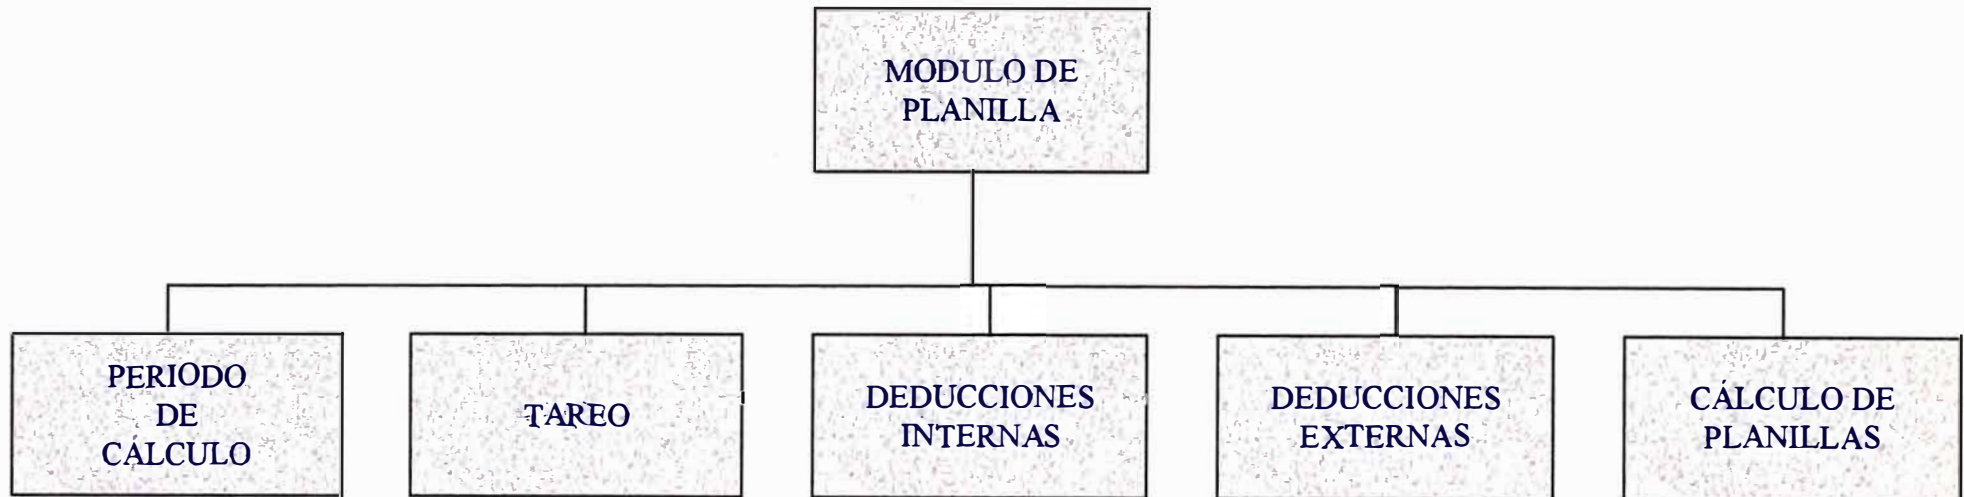 MODULO DE
PLANILLA
PERIODO
DE
CÁLCULO
TAREO
DEDUCCIONES
INTERNAS
DEDUCCIONES
EXTERNAS
CÁLCULO DE
PLANILLAS